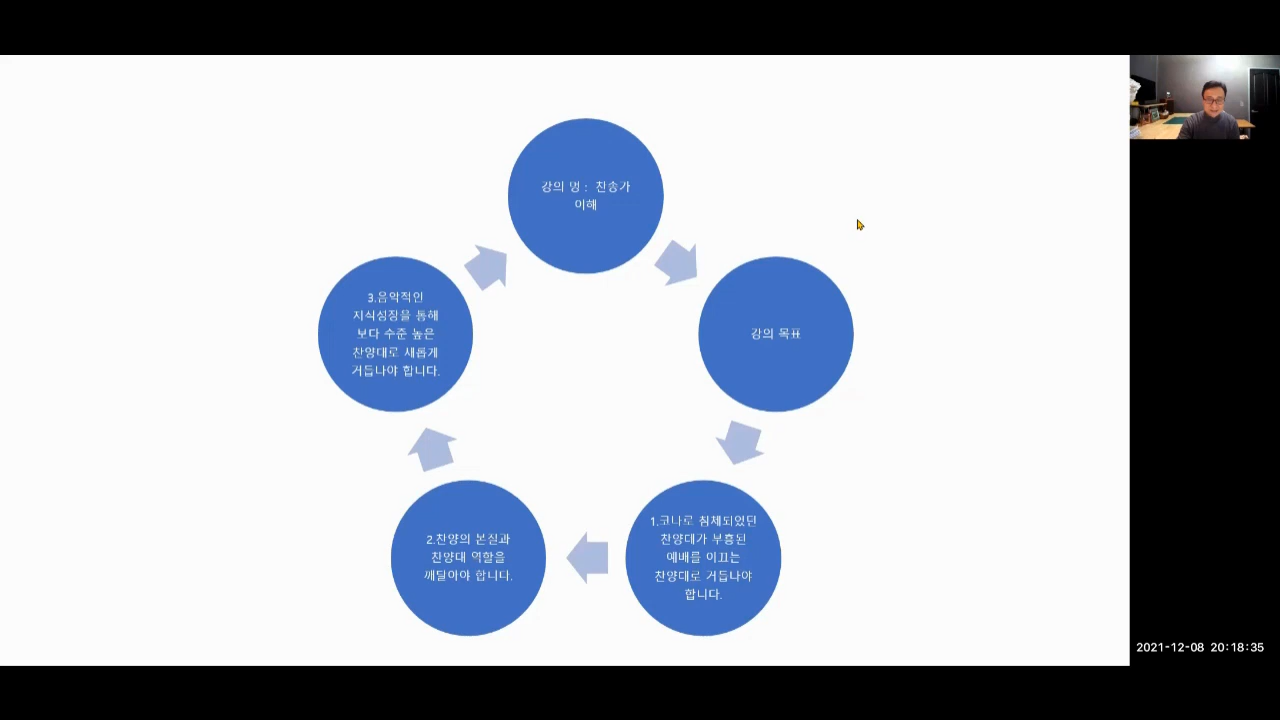 강의 명 : 찬송가
이해
강의 목표
1.코나로 침체되었던
찬양대가 부흥된
예배를 이끄는
찬양대로 거듭나야
합니다.
2.찬양의 본질과
찬양대 역할을
깨달아야 합니다.
3.음악적인
지식성장을 통해
보다 수준 높은
찬양대로 새롭게
거듭나야 합니다.
2021-12-08 20:18:35